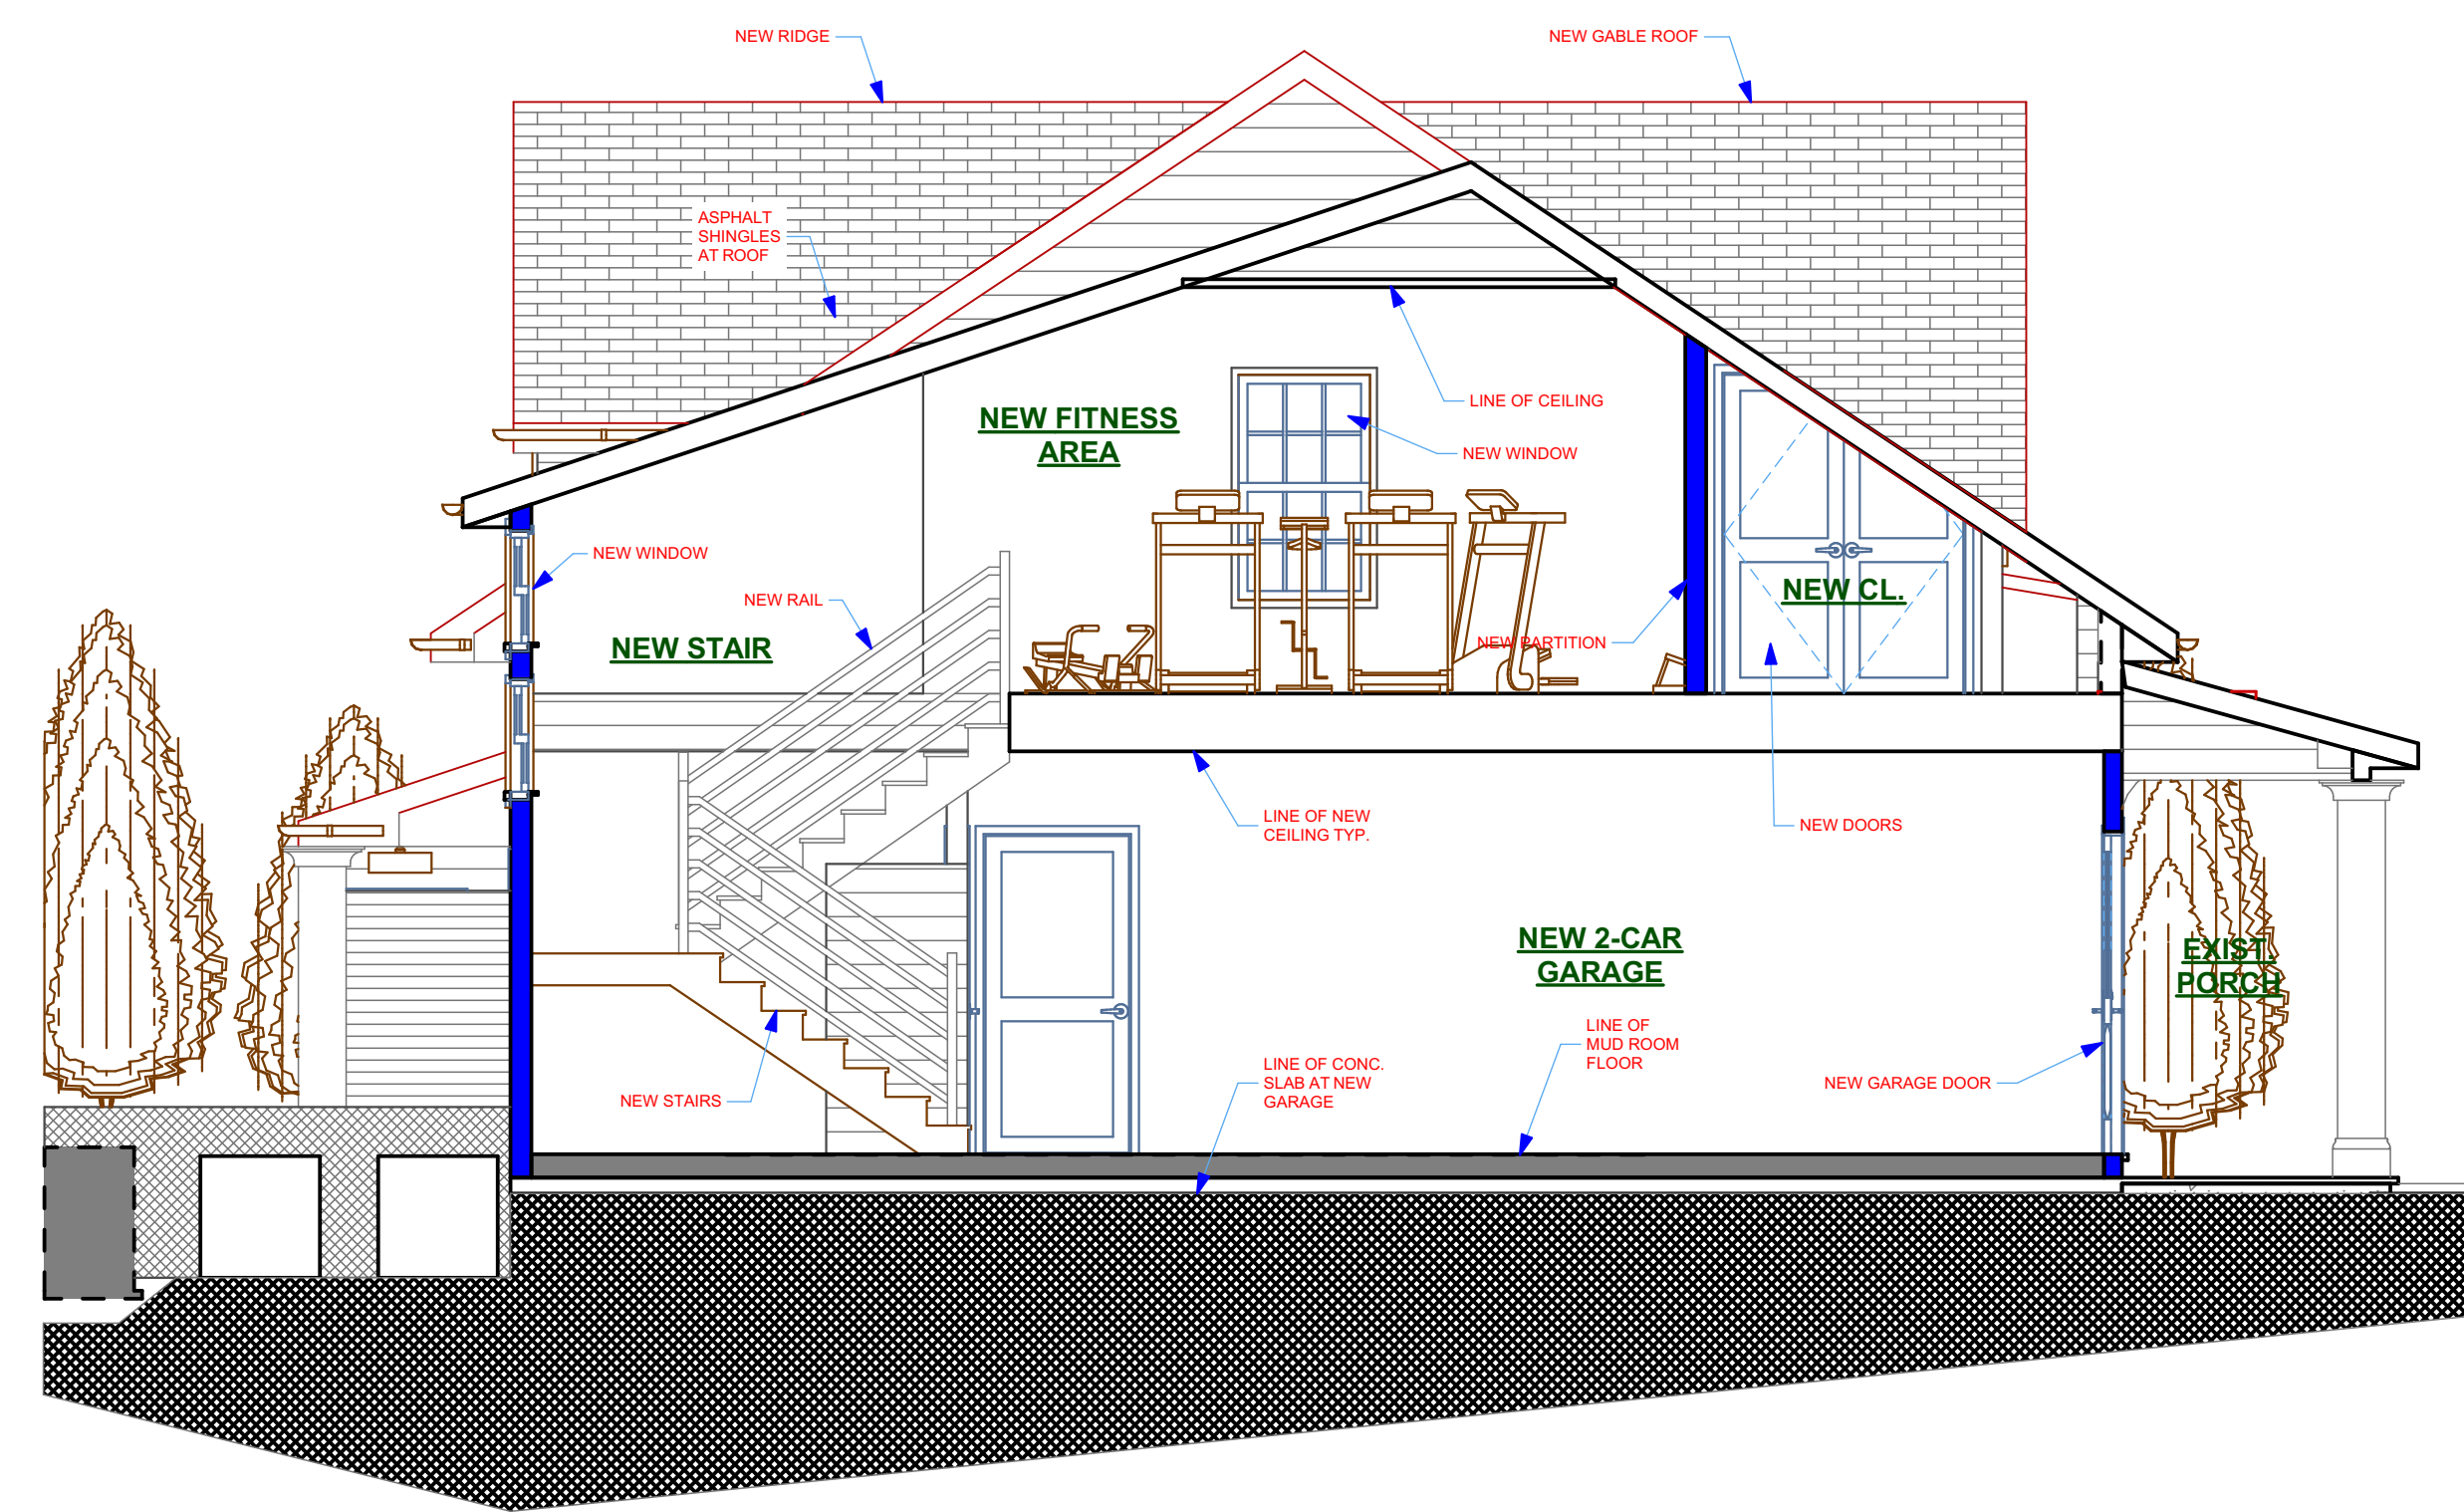 NEW RIDGE
NEW GABLE ROOF
ASPHALT
SHINGLES
AT ROOF
LINE OF CEILING
NEW FITNESS
AREA
NEW WINDOW
NEW WINDOW
NEW RAIL
NEW CL.
NEW STAIR
NEW PARTITION
LINE OF NEW
CEILING TYP.
NEW DOORS
NEW 2-CAR
GARAGE
EXIST.
PORCH
LINE OF
MUD ROOM
FLOOR
LINE OF CONC.
SLAB AT NEW
GARAGE
NEW GARAGE DOOR
NEW STAIRS